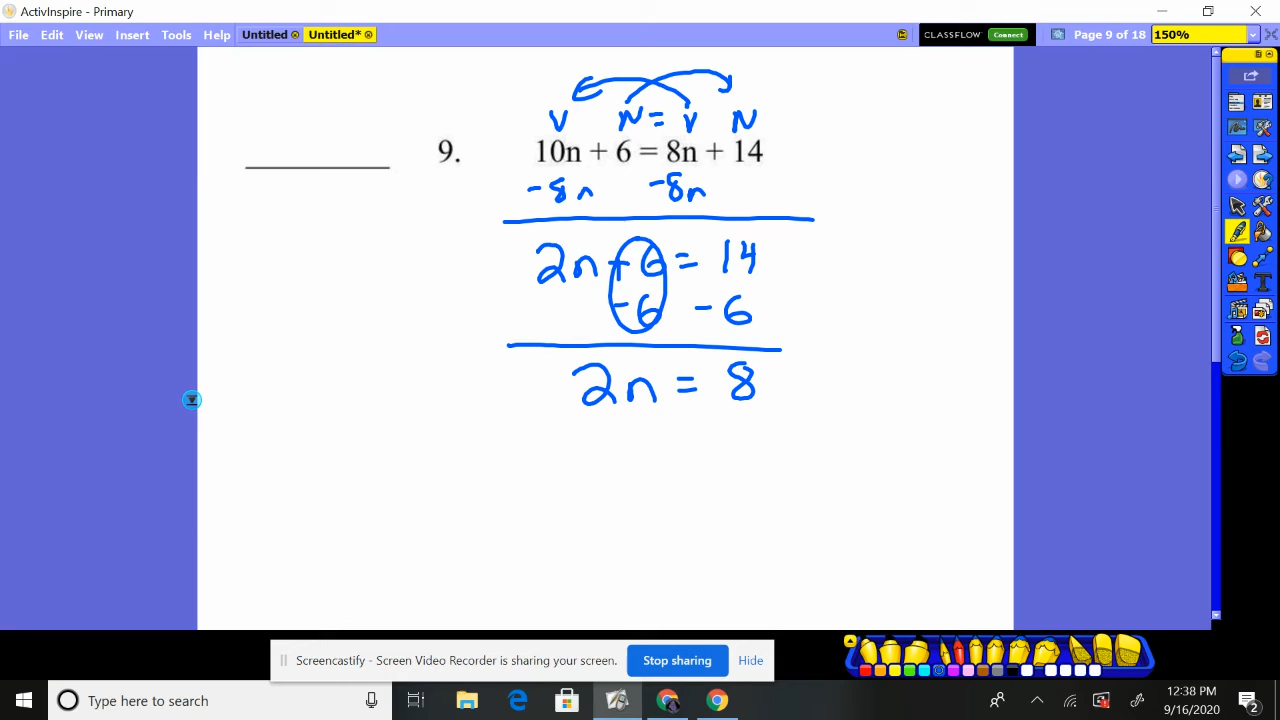 ActivInspire - Primary
File Edit View Insert Tools Help Untitled Untitled* CLASSFLOW Connect Page 9 of 18 150%
V N = V N
9. 10n + 6 = 8n + 14
-8n -8n
2n + 6 = 14
-6 -6
2n = 8
Screencastify - Screen Video Recorder is sharing your screen. Stop sharing Hide
Type here to search
12:38 PM
9/16/2020
2